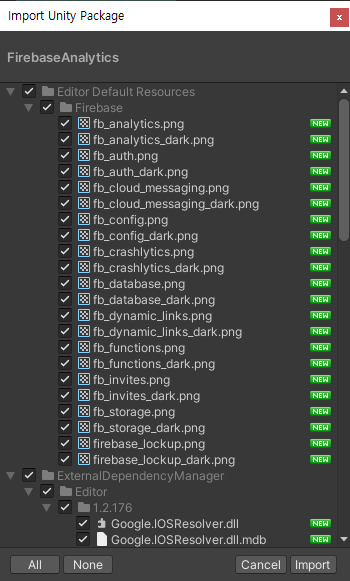 Import Unity Package
x
FirebaseAnalytics
Editor Default Resources
Firebase
fb_analytics.png NEW
fb_analytics_dark.png NEW
fb_auth.png NEW
fb_auth_dark.png NEW
fb_cloud_messaging.png NEW
fb_cloud_messaging_dark.png NEW
fb_config.png NEW
fb_config_dark.png NEW
fb_crashlytics.png NEW
fb_crashlytics_dark.png NEW
fb_database.png NEW
fb_database_dark.png NEW
fb_dynamic_links.png NEW
fb_dynamic_links_dark.png NEW
fb_functions.png NEW
fb_functions_dark.png NEW
fb_invites.png NEW
fb_invites_dark.png NEW
fb_storage.png NEW
fb_storage_dark.png NEW
firebase_lockup.png NEW
firebase_lockup_dark.png NEW
ExternalDependencyManager
Editor
1.2.176
Google.IOSResolver.dll NEW
Google.IOSResolver.dll.mdb NEW
All None Cancel Import